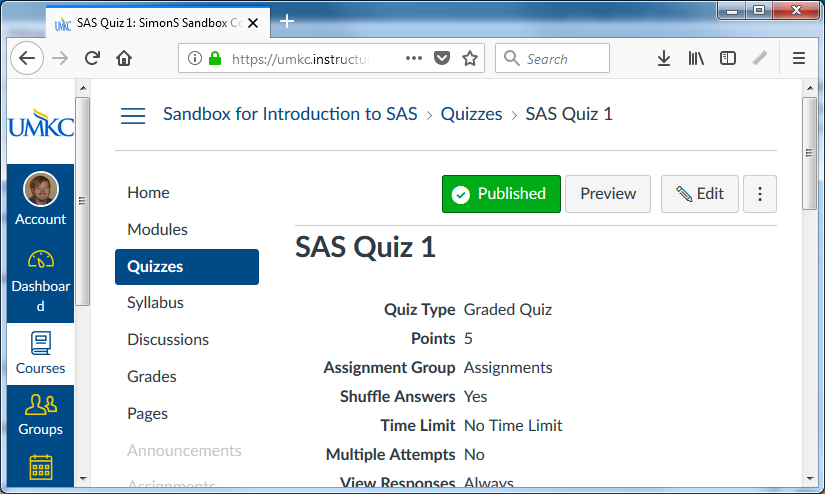 SAS Quiz 1: SimonS Sandbox Co
https://umkc.instructu
Search
UMKC
Sandbox for Introduction to SAS > Quizzes > SAS Quiz 1
Account
Dashboar
d
Courses
Groups
Home
Modules
Quizzes
Syllabus
Discussions
Grades
Pages
Announcements
Assignments
Published
Preview
Edit
SAS Quiz 1
Quiz Type Graded Quiz
Points 5
Assignment Group Assignments
Shuffle Answers Yes
Time Limit No Time Limit
Multiple Attempts No
View Responses Always